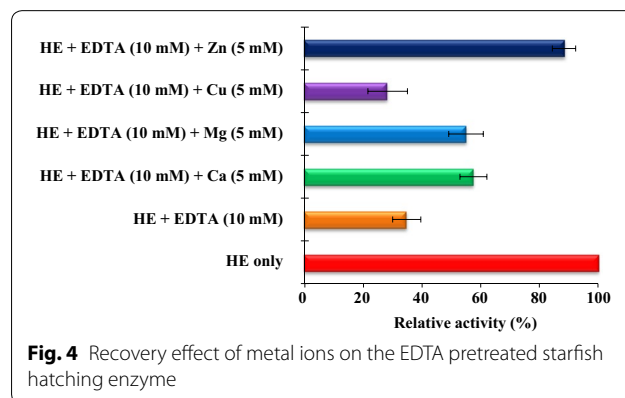 HE + EDTA (10 mM) + Zn (5 mM)
HE + EDTA (10 mM) + Cu (5 mM)
HE + EDTA (10 mM) + Mg (5 mM)
HE + EDTA (10 mM) + Ca (5 mM)
HE + EDTA (10 mM)
HE only
0 20 40 60 80 100
Relative activity (%)
Fig. 4 Recovery effect of metal ions on the EDTA pretreated starfish
hatching enzyme